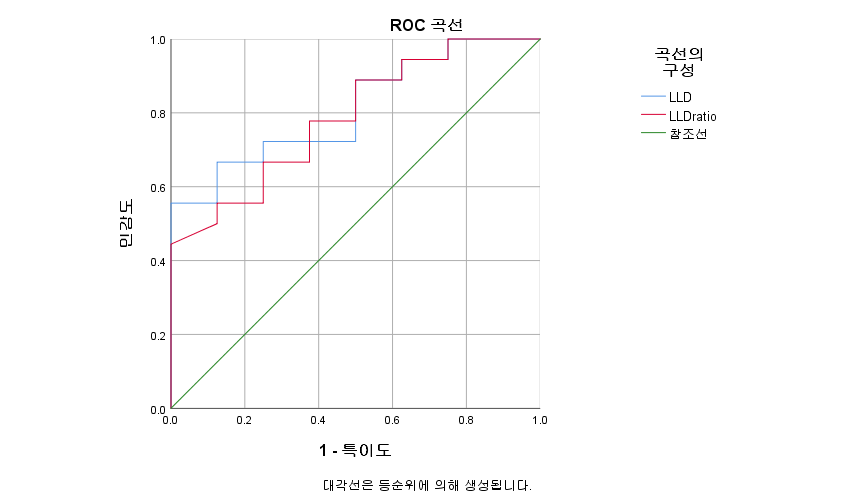 ROC 곡선
곡선의
구성
LLD
LLDratio
참조선
민감도
1.0
0.8
0.6
0.4
0.2
0.0
0.0 0.2 0.4 0.6 0.8 1.0
1 - 특이도
대각선은 동순위에 의해 생성됩니다.